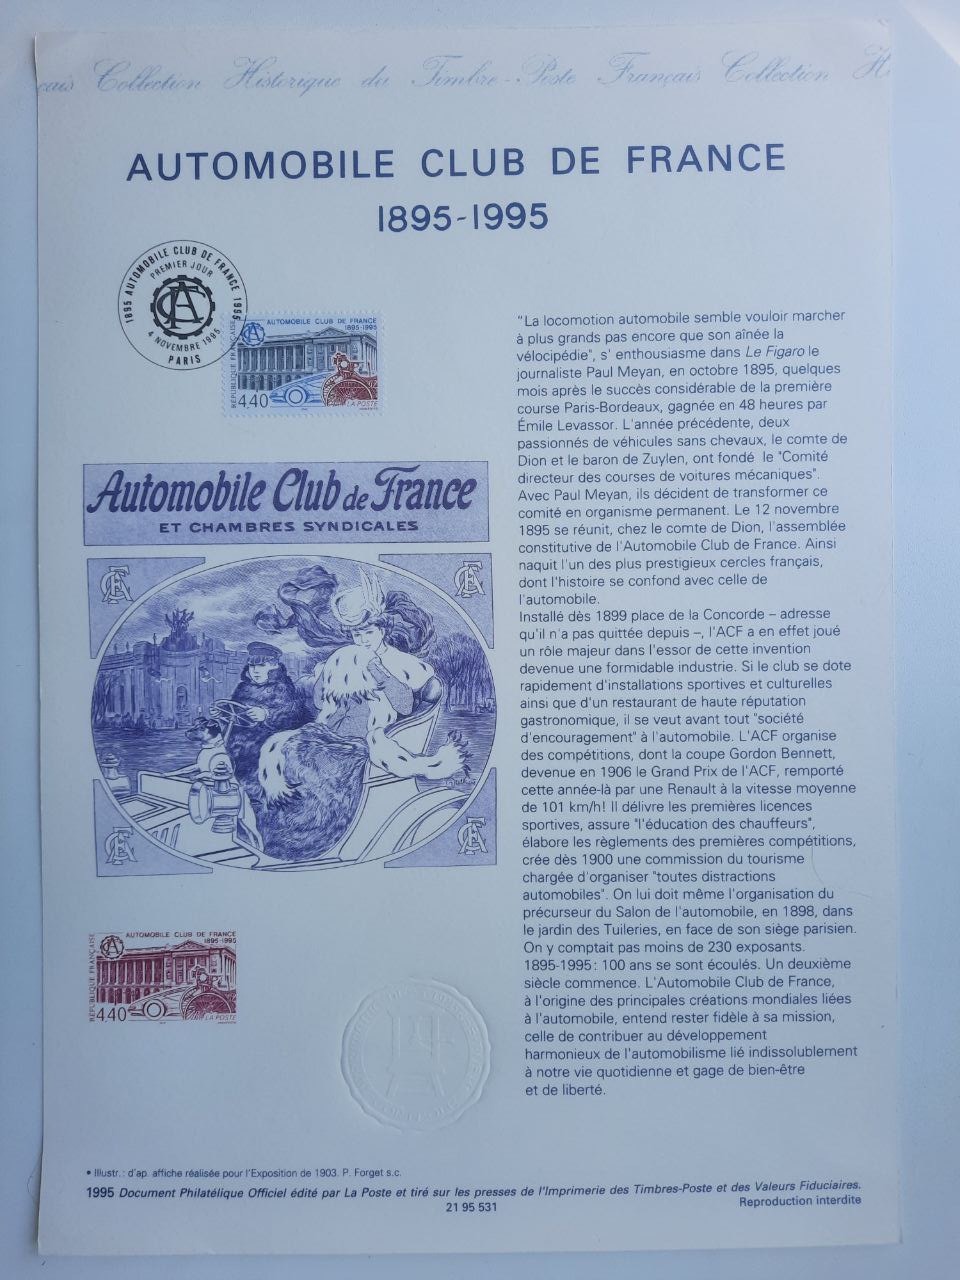 çais Collection Historique du Timbre-Poste Français Collection H
AUTOMOBILE CLUB DE FRANCE
1895-1995
1895 AUTOMOBILE CLUB DE FRANCE 1995
PREMIER JOUR
4 NOVEMBRE 1995
PARIS
AUTOMOBILE CLUB DE FRANCE
1895-1995
RÉPUBLIQUE FRANÇAISE
4,40
LA POSTE
Automobile Club de France
ET CHAMBRES SYNDICALES
AUTOMOBILE CLUB DE FRANCE
1895-1995
RÉPUBLIQUE FRANÇAISE
4,40
LA POSTE
"La locomotion automobile semble vouloir marcher
à plus grands pas encore que son aînée la
vélocipédie", s' enthousiasme dans Le Figaro le
journaliste Paul Meyan, en octobre 1895, quelques
mois après le succès considérable de la première
course Paris-Bordeaux, gagnée en 48 heures par
Émile Levassor. L'année précédente, deux
passionnés de véhicules sans chevaux, le comte de
Dion et le baron de Zuylen, ont fondé le "Comité
directeur des courses de voitures mécaniques".
Avec Paul Meyan, ils décident de transformer ce
comité en organisme permanent. Le 12 novembre
1895 se réunit, chez le comte de Dion, l'assemblée
constitutive de l'Automobile Club de France. Ainsi
naquit l'un des plus prestigieux cercles français,
dont l'histoire se confond avec celle de
l'automobile.
Installé dès 1899 place de la Concorde – adresse
qu'il n'a pas quittée depuis –, l'ACF a en effet joué
un rôle majeur dans l'essor de cette invention
devenue une formidable industrie. Si le club se dote
rapidement d'installations sportives et culturelles
ainsi que d'un restaurant de haute réputation
gastronomique, il se veut avant tout "société
d'encouragement" à l'automobile. L'ACF organise
des compétitions, dont la coupe Gordon Bennett,
devenue en 1906 le Grand Prix de l'ACF, remporté
cette année-là par une Renault à la vitesse moyenne
de 101 km/h! Il délivre les premières licences
sportives, assure "l'éducation des chauffeurs",
élabore les règlements des premières compétitions,
crée dès 1900 une commission du tourisme
chargée d'organiser "toutes distractions
automobiles". On lui doit même l'organisation du
précurseur du Salon de l'automobile, en 1898, dans
le jardin des Tuileries, en face de son siège parisien.
On y comptait pas moins de 230 exposants.
1895-1995: 100 ans se sont écoulés. Un deuxième
siècle commence. L'Automobile Club de France,
à l'origine des principales créations mondiales liées
à l'automobile, entend rester fidèle à sa mission,
celle de contribuer au développement
harmonieux de l'automobilisme lié indissolublement
à notre vie quotidienne et gage de bien-être
et de liberté.
• Illustr.: d'ap. affiche réalisée pour l'Exposition de 1903. P. Forget s.c.
1995 Document Philatélique Officiel édité par La Poste et tiré sur les presses de l'Imprimerie des Timbres-Poste et des Valeurs Fiduciaires.
21 95 531
Reproduction interdite